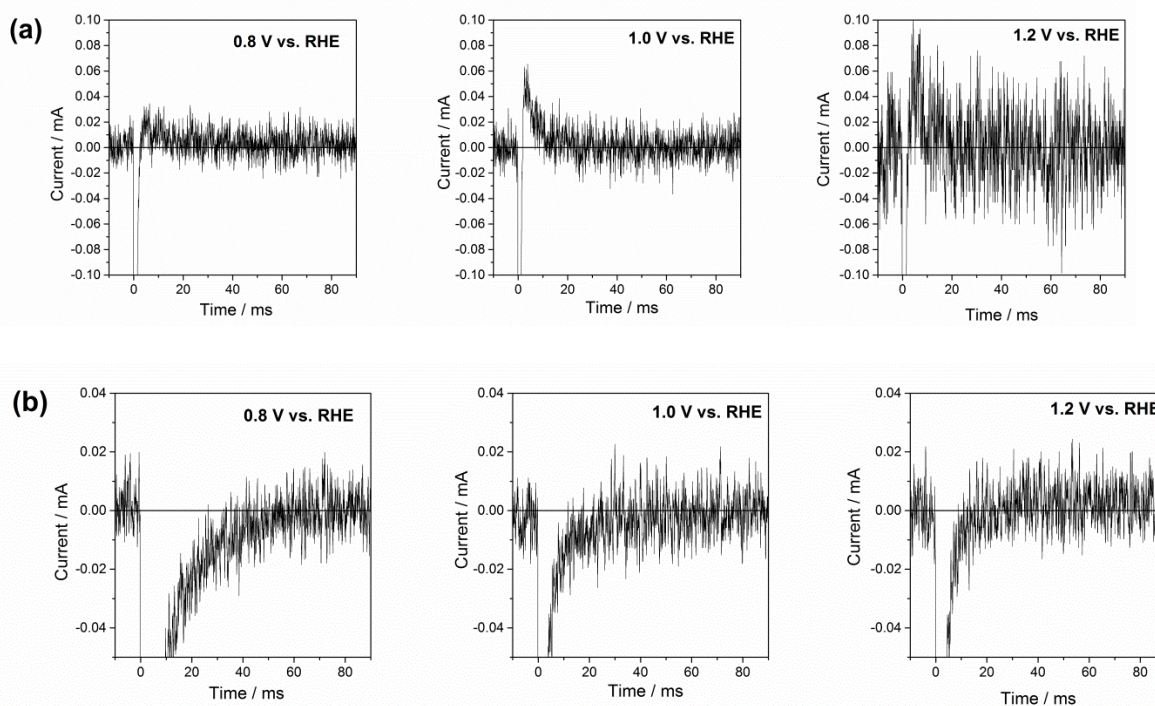 (a)
0.8 V vs. RHE
0.10
0.08
0.06
0.04
0.02
0.00
-0.02
-0.04
-0.06
-0.08
-0.10
Current / mA
0 20 40 60 80
Time / ms
1.0 V vs. RHE
0.10
0.08
0.06
0.04
0.02
0.00
-0.02
-0.04
-0.06
-0.08
-0.10
Current / mA
0 20 40 60 80
Time / ms
1.2 V vs. RHE
0.10
0.08
0.06
0.04
0.02
0.00
-0.02
-0.04
-0.06
-0.08
-0.10
Current / mA
0 20 40 60 80
Time / ms
(b)
0.8 V vs. RHE
0.04
0.02
0.00
-0.02
-0.04
Current / mA
0 20 40 60 80
Time / ms
1.0 V vs. RHE
0.04
0.02
0.00
-0.02
-0.04
Current / mA
0 20 40 60 80
Time / ms
1.2 V vs. RHE
0.04
0.02
0.00
-0.02
-0.04
Current / mA
0 20 40 60 80
Time / ms